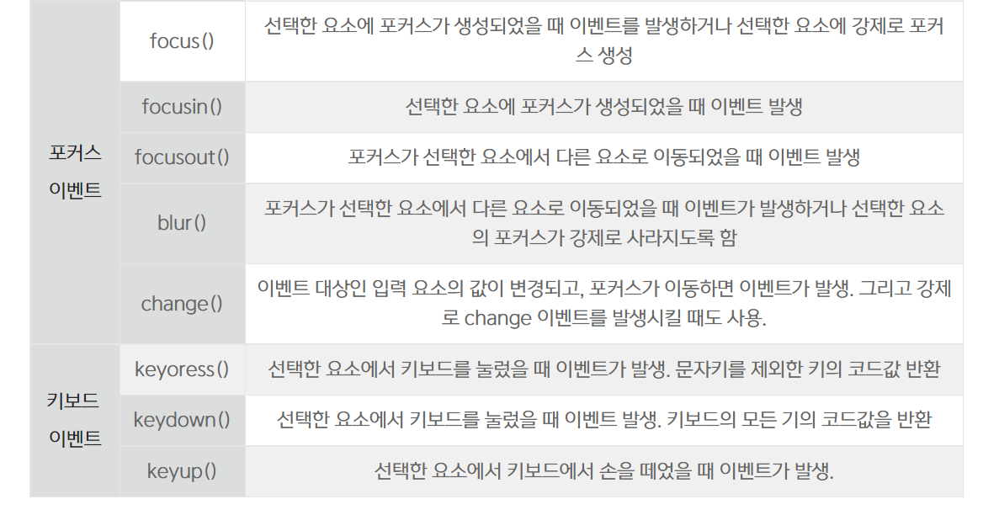 focus()
선택한 요소에 포커스가 생성되었을 때 이벤트를 발생하거나 선택한 요소에 강제로 포커
스 생성
포커스
이벤트
focusin()
선택한 요소에 포커스가 생성되었을 때 이벤트 발생
focusout()
포커스가 선택한 요소에서 다른 요소로 이동되었을 때 이벤트 발생
blur()
포커스가 선택한 요소에서 다른 요소로 이동되었을 때 이벤트가 발생하거나 선택한 요소
의 포커스가 강제로 사라지도록 함
change()
이벤트 대상인 입력 요소의 값이 변경되고, 포커스가 이동하면 이벤트가 발생. 그리고 강제
로 change 이벤트를 발생시킬 때도 사용.
키보드
이벤트
keyoress()
선택한 요소에서 키보드를 눌렀을 때 이벤트가 발생. 문자키를 제외한 키의 코드값 반환
keydown()
선택한 요소에서 키보드를 눌렀을 때 이벤트 발생. 키보드의 모든 기의 코드값을 반환
keyup()
선택한 요소에서 키보드에서 손을 떼었을 때 이벤트가 발생.